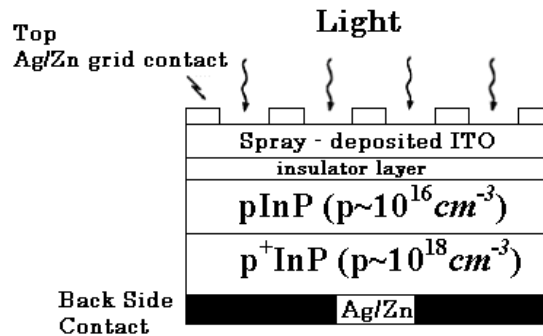 Light
Top
Ag/Zn grid contact
Spray - deposited ITO
insulator layer
pInP (p~10^16 cm^-3)
p^+InP (p~10^18 cm^-3)
Back Side
Contact
Ag/Zn